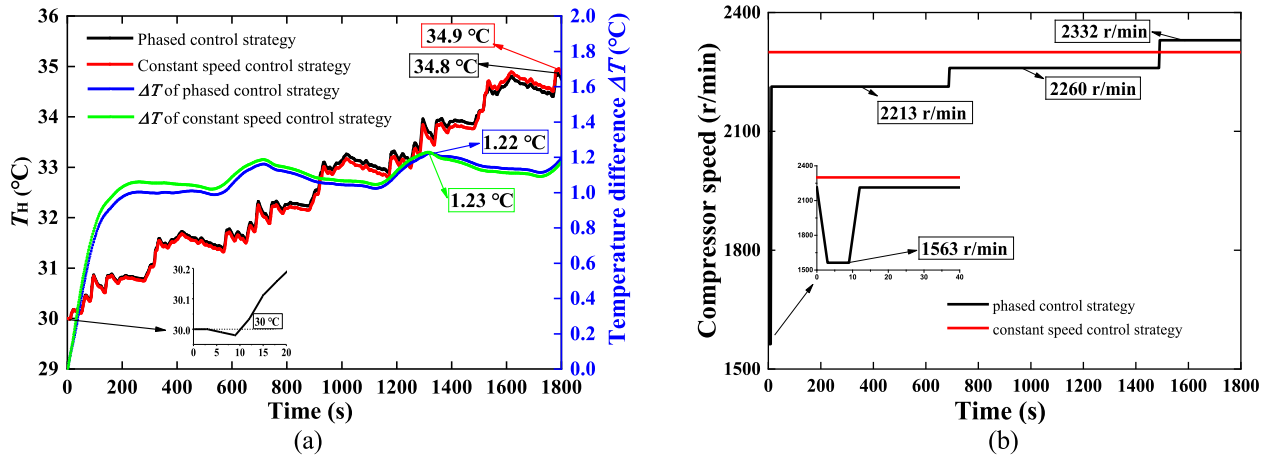 Phased control strategy
Constant speed control strategy
ΔT of phased control strategy
ΔT of constant speed control strategy
34.9 ℃
34.8 ℃
1.22 ℃
1.23 ℃
30 ℃
30.2
30.1
30.0
0 5 10 15 20
36
35
34
33
32
31
30
29
T_H (℃)
2.0
1.8
1.6
1.4
1.2
1.0
0.8
0.6
0.4
0.2
0.0
Temperature difference ΔT (℃)
0 200 400 600 800 1000 1200 1400 1600 1800
Time (s)
(a)
2400
2100
1800
1500
Compressor speed (r/min)
2332 r/min
2260 r/min
2213 r/min
2400
2100
1800
1500
0 20 40
1563 r/min
phased control strategy
constant speed control strategy
0 200 400 600 800 1000 1200 1400 1600 1800
Time (s)
(b)